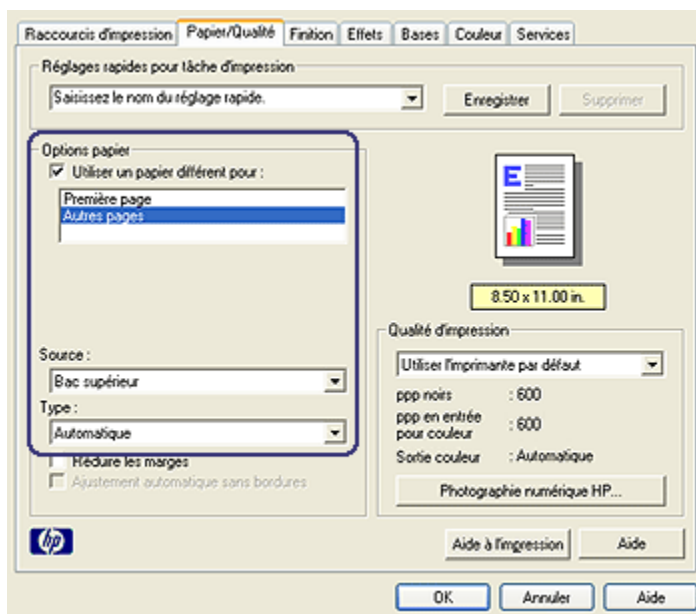 Raccourcis d'impression Papier/Qualité Finition Effets Bases Couleur Services
Réglages rapides pour tâche d'impression
Saisissez le nom du réglage rapide.
Enregistrer
Supprimer
Options papier
Utiliser un papier différent pour :
Première page
Autres pages
Source :
Bac supérieur
Type :
Automatique
Réduire les marges
Ajustement automatique sans bordures
E
8.50 x 11.00 in.
Qualité d'impression
Utiliser l'imprimante par défaut
ppp noirs : 600
ppp en entrée
pour couleur : 600
Sortie couleur : Automatique
Photographie numérique HP...
hp
Aide à l'impression
Aide
OK
Annuler
Aide